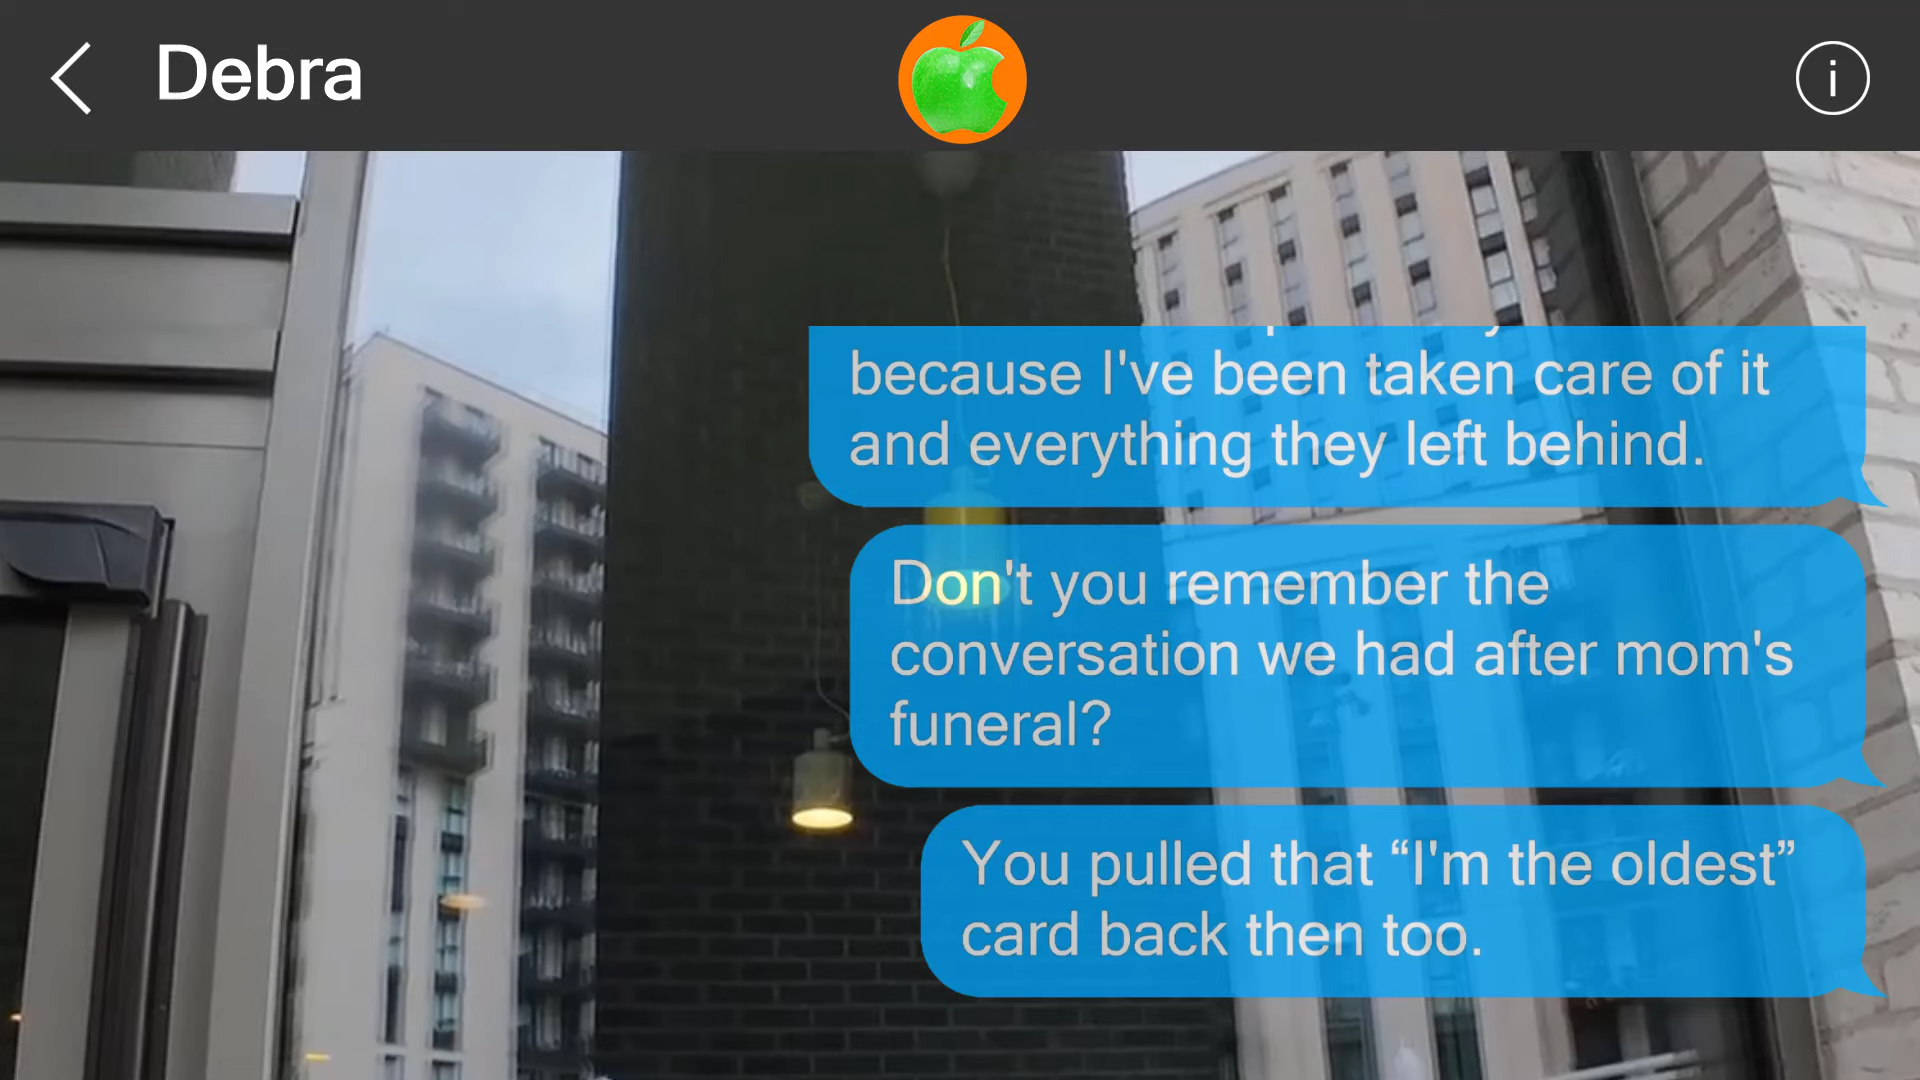 Debra
i
because I've been taken care of it
and everything they left behind.
Don't you remember the
conversation we had after mom's
funeral?
You pulled that “I'm the oldest”
card back then too.